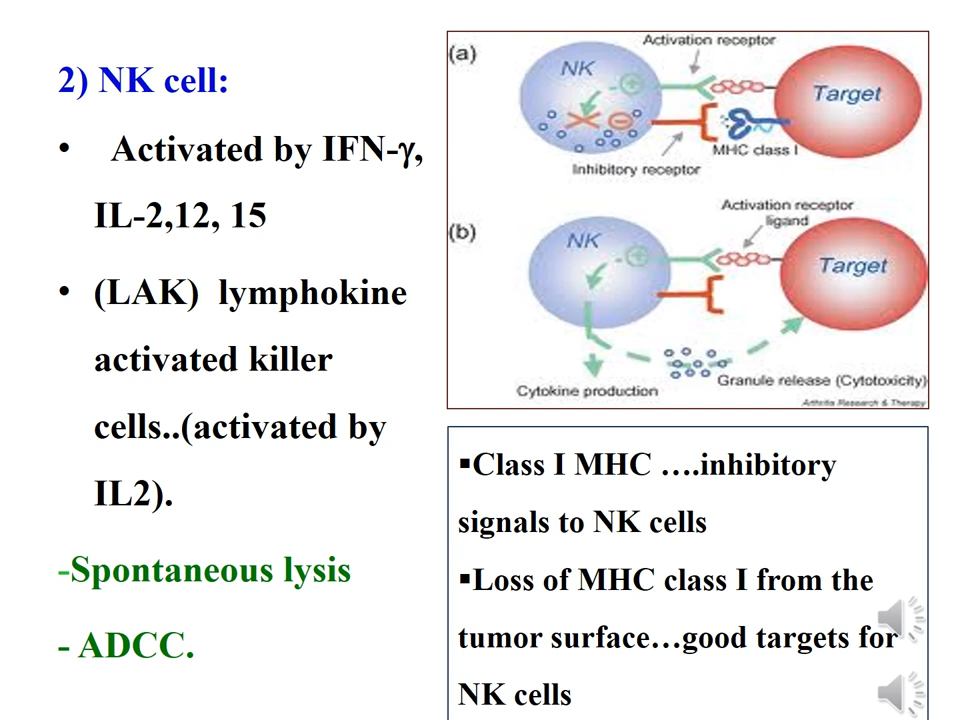 2) NK cell:
• Activated by IFN-γ,
IL-2,12, 15
• (LAK) lymphokine
activated killer
cells..(activated by
IL2).
-Spontaneous lysis
- ADCC.
(a)
Activation receptor
NK
Target
MHC class I
Inhibitory receptor
(b)
Activation receptor
ligand
NK
Target
Cytokine production
Granule release (Cytotoxicity)
Arthritis Research & Therapy
▪Class I MHC ….inhibitory
signals to NK cells
▪Loss of MHC class I from the
tumor surface…good targets for
NK cells